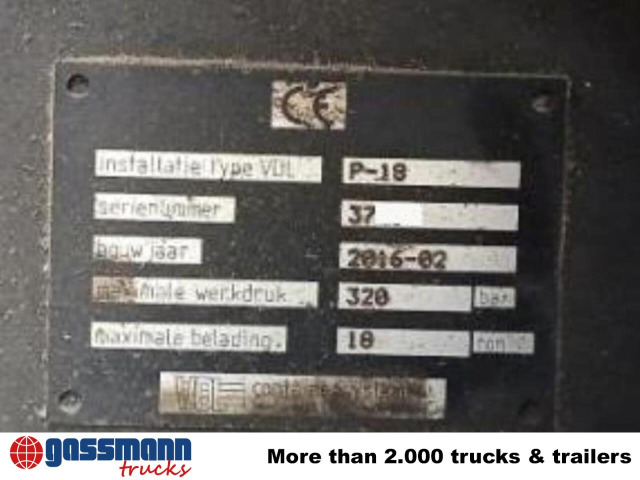 CE
installatie type VDL P-18
serienummer 37
bouwjaar 2016-02
maximale werkdruk 320 bar
maximale belading. 18 ton
VDL containersystemen
gassmann
trucks
More than 2.000 trucks & trailers